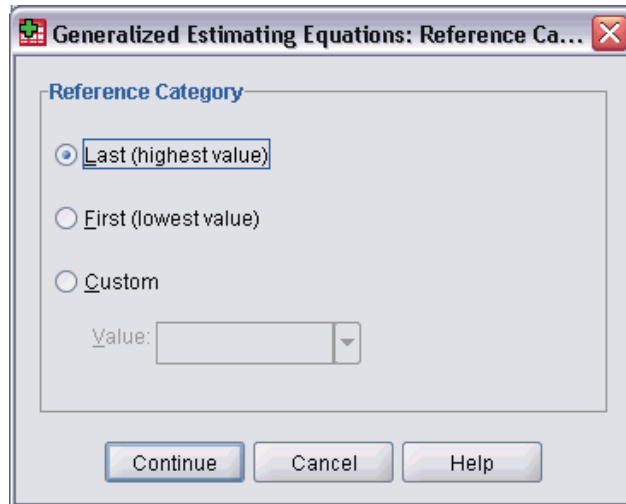 Generalized Estimating Equations: Reference Ca...
Reference Category
Last (highest value)
First (lowest value)
Custom
Value:
Continue
Cancel
Help